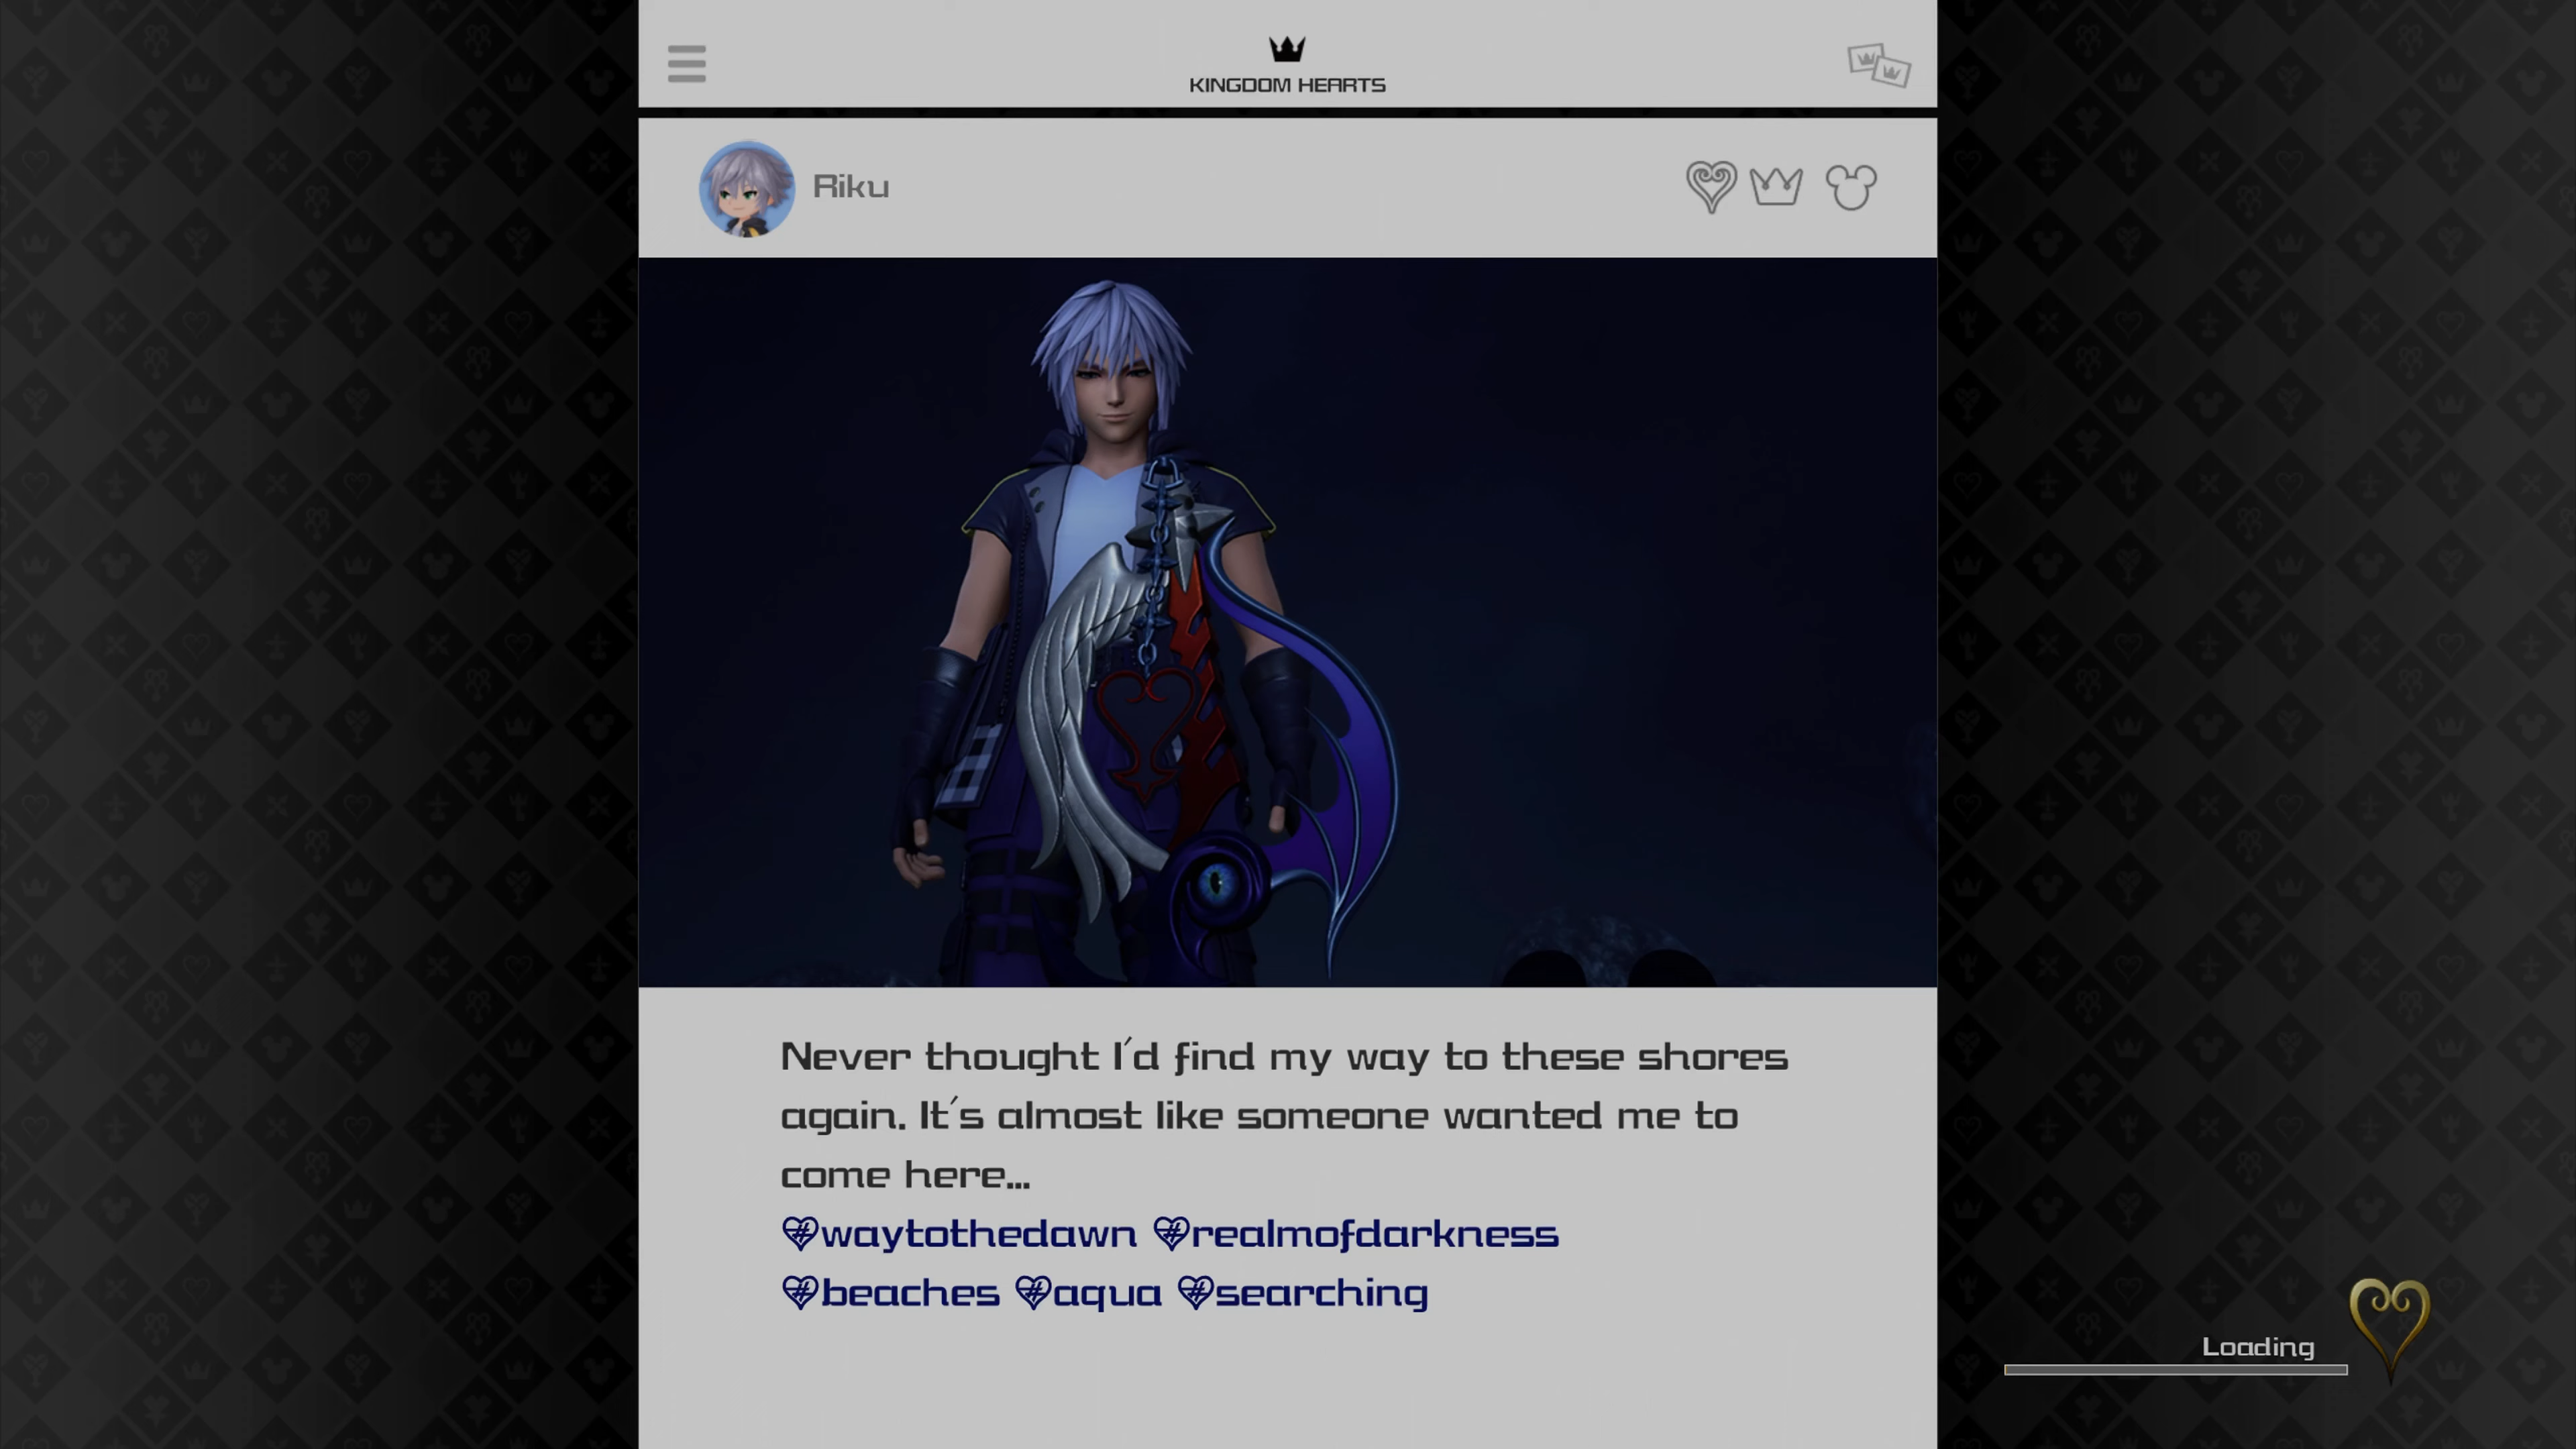 KINGDOM HEARTS
Riku
Never thought I'd find my way to these shores
again. It's almost like someone wanted me to
come here...
#waytothedawn #realmofdarkness
#beaches #aqua #searching
Loading